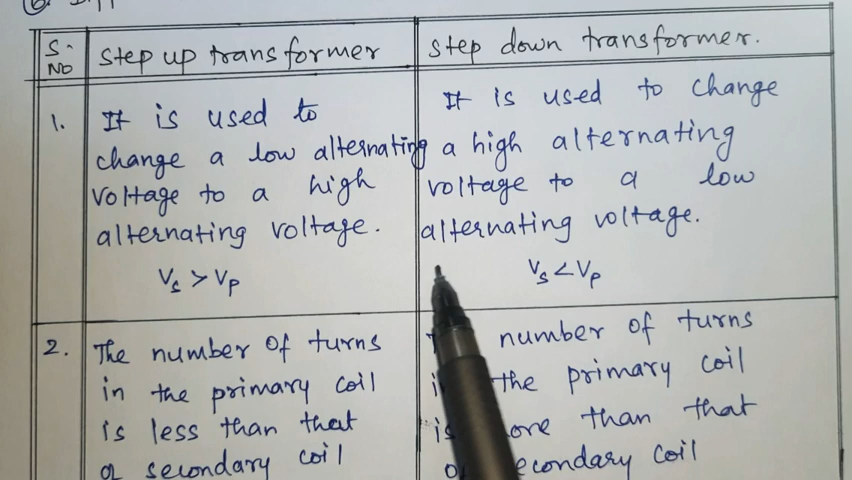 S. NO
Step up transformer
Step down transformer.
1.
It is used to
change a low alternating
voltage to a high
alternating voltage.
Vs > Vp
It is used to change
a high alternating
voltage to a low
alternating voltage.
Vs < Vp
2.
The number of turns
in the primary coil
is less than that
of secondary coil
number of turns
the primary coil
than that
coil